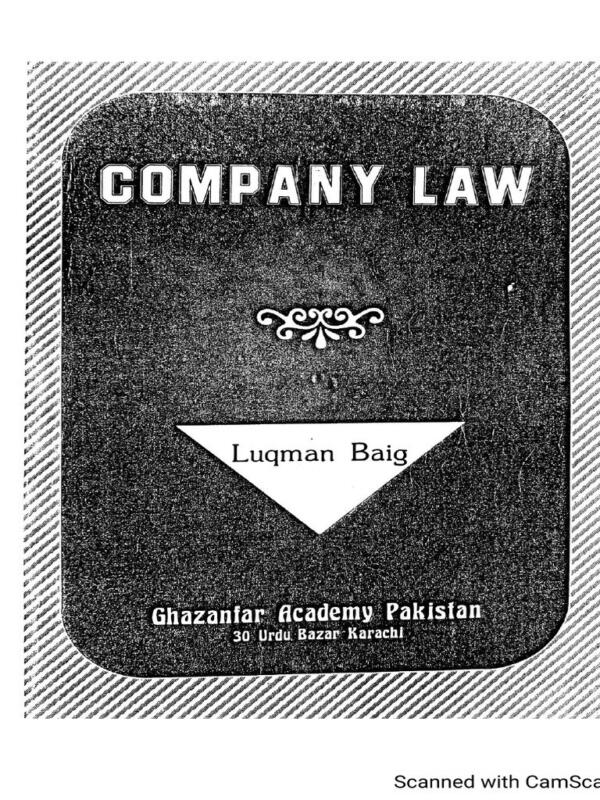 COMPANY LAW
Luqman Baig
Ghazanfar Academy Pakistan
30 Urdu Bazar Karachi
Scanned with CamSca